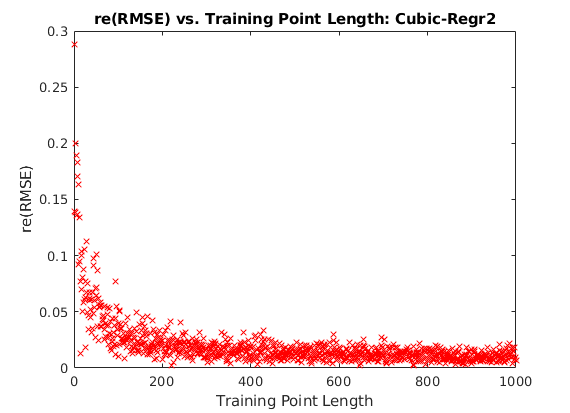 re(RMSE) vs. Training Point Length: Cubic-Regr2
0.3
0.25
0.2
0.15
0.1
0.05
0
re(RMSE)
0 200 400 600 800 1000
Training Point Length